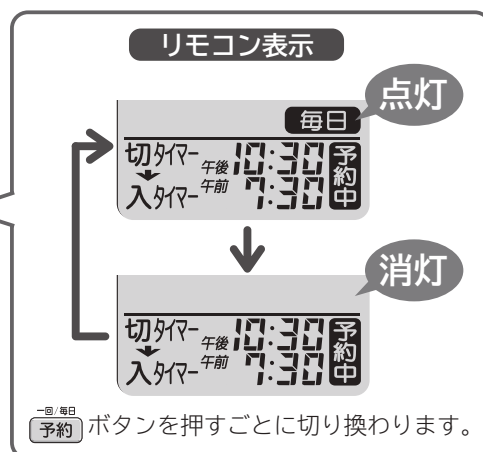 リモコン表示
点灯
毎日
切タイマー 午後 10:30 予約中
入タイマー 午前 7:30
消灯
切タイマー 午後 10:30 予約中
入タイマー 午前 7:30
一回/毎日
予約 ボタンを押すごとに切り換わります。